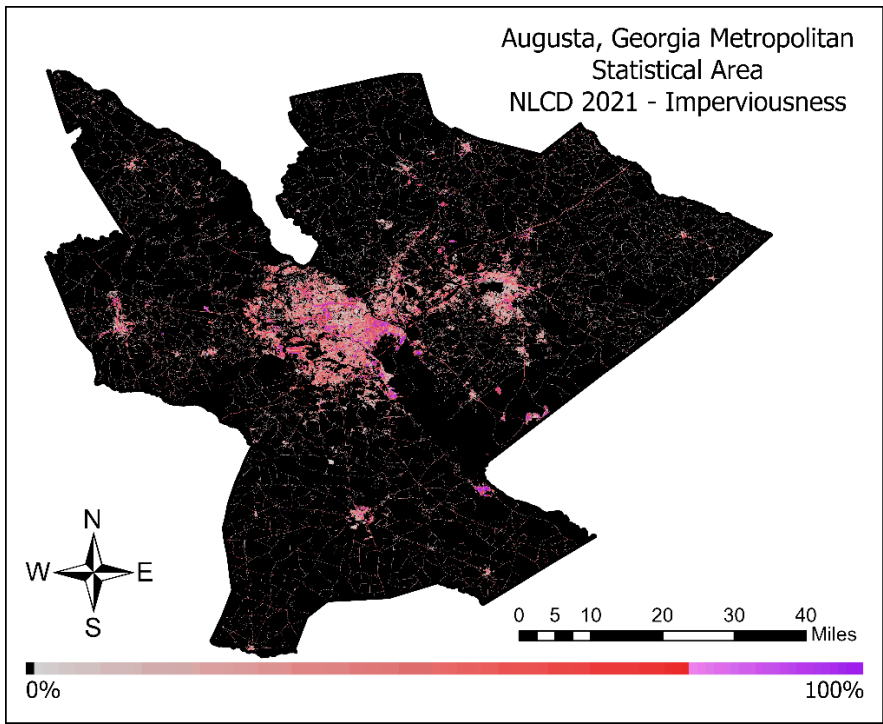 Augusta, Georgia Metropolitan
Statistical Area
NLCD 2021 - Imperviousness
N
W E
S
0 5 10 20 30 40
Miles
0% 100%